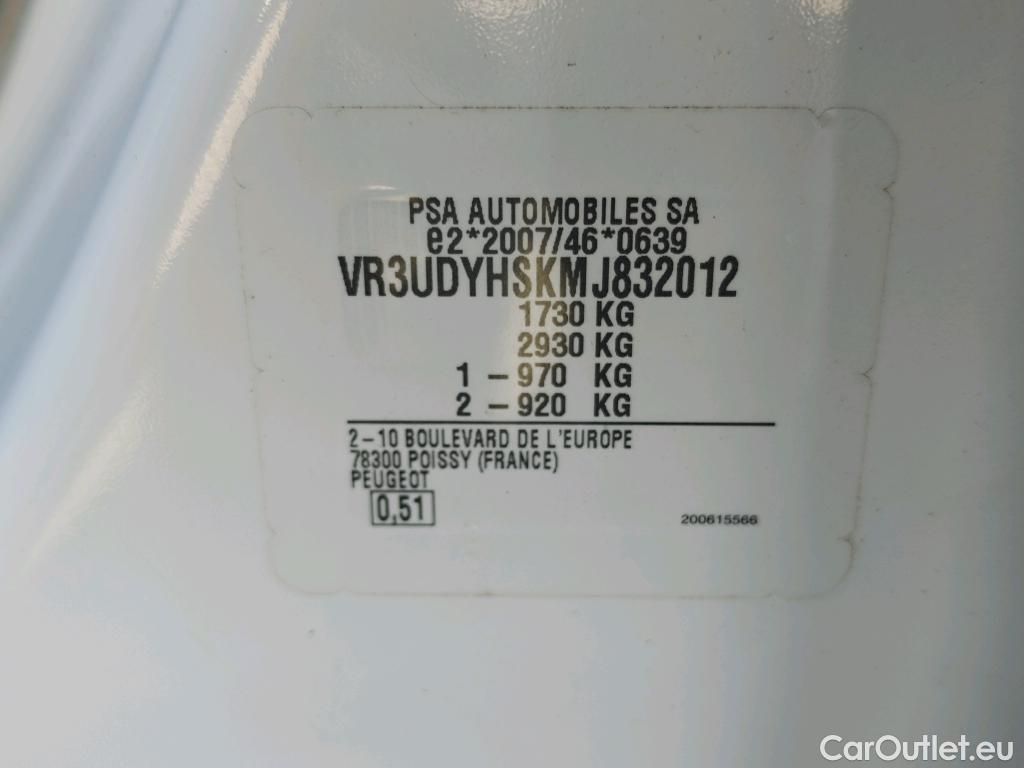 PSA AUTOMOBILES SA
e2*2007/46*0639
VR3UDYHSKMJ832012
1730 KG
2930 KG
1 – 970 KG
2 – 920 KG
2–10 BOULEVARD DE L'EUROPE
78300 POISSY (FRANCE)
PEUGEOT
0,51
200615566
CarOutlet.eu